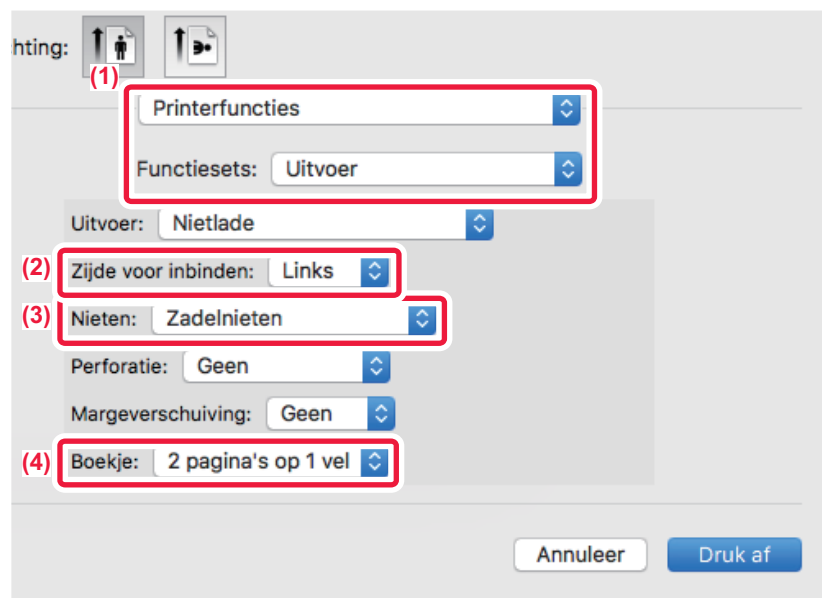 hting:
(1)
Printerfuncties
Functiesets: Uitvoer
Uitvoer: Nietlade
(2) Zijde voor inbinden: Links
(3) Nieten: Zadelnieten
Perforatie: Geen
Margeverschuiving: Geen
(4) Boekje: 2 pagina's op 1 vel
Annuleer Druk af